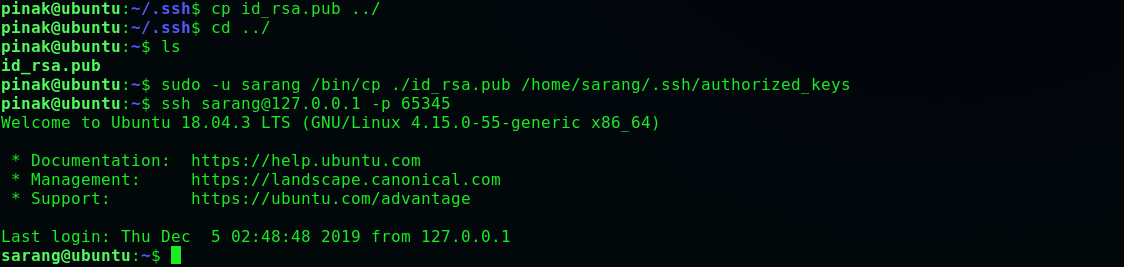 pinak@ubuntu:~/.ssh$ cp id_rsa.pub ../
pinak@ubuntu:~/.ssh$ cd ../
pinak@ubuntu:~$ ls
id_rsa.pub
pinak@ubuntu:~$ sudo -u sarang /bin/cp ./id_rsa.pub /home/sarang/.ssh/authorized_keys
pinak@ubuntu:~$ ssh sarang@127.0.0.1 -p 65345
Welcome to Ubuntu 18.04.3 LTS (GNU/Linux 4.15.0-55-generic x86_64)

 * Documentation:  https://help.ubuntu.com
 * Management:     https://landscape.canonical.com
 * Support:        https://ubuntu.com/advantage

Last login: Thu Dec  5 02:48:48 2019 from 127.0.0.1
sarang@ubuntu:~$